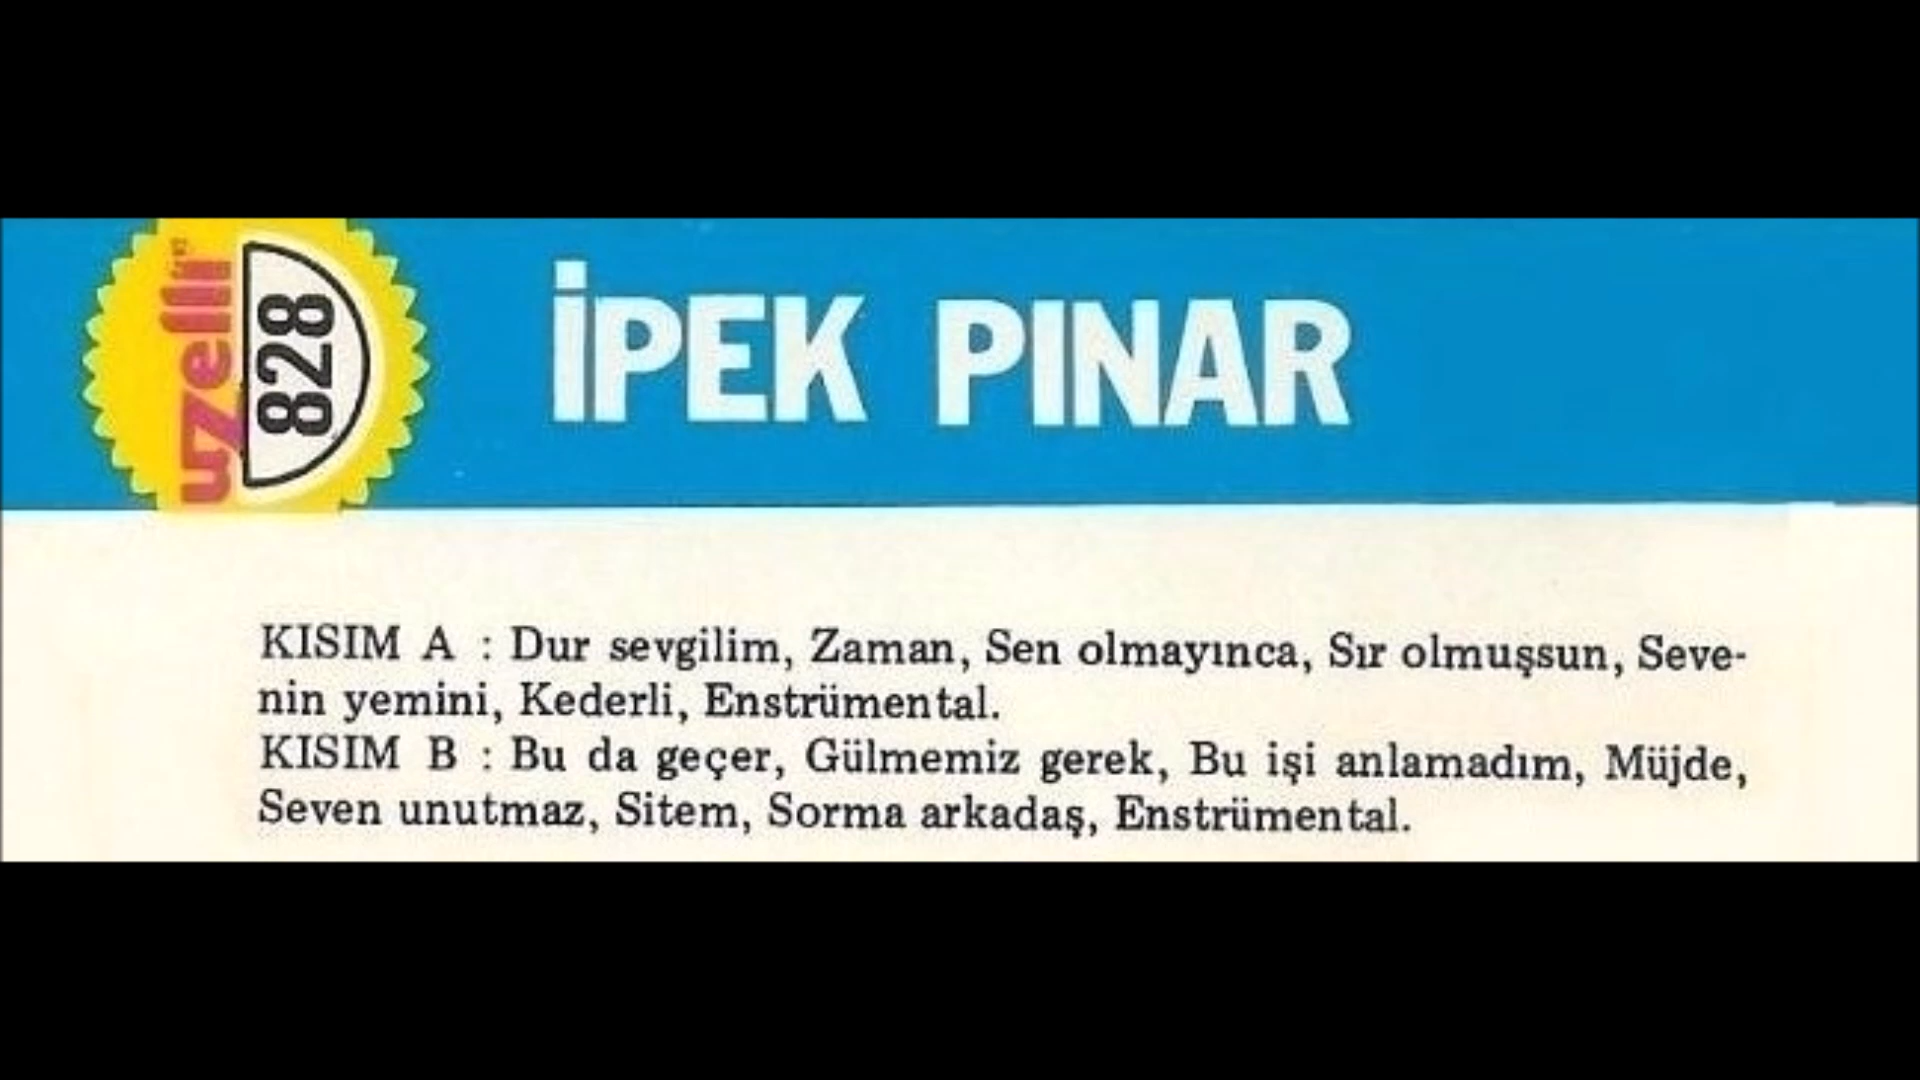 uzelli
828
İPEK PINAR
KISIM A : Dur sevgilim, Zaman, Sen olmayınca, Sır olmuşsun, Seve-
nin yemini, Kederli, Enstrümental.
KISIM B : Bu da geçer, Gülmemiz gerek, Bu işi anlamadım, Müjde,
Seven unutmaz, Sitem, Sorma arkadaş, Enstrümental.